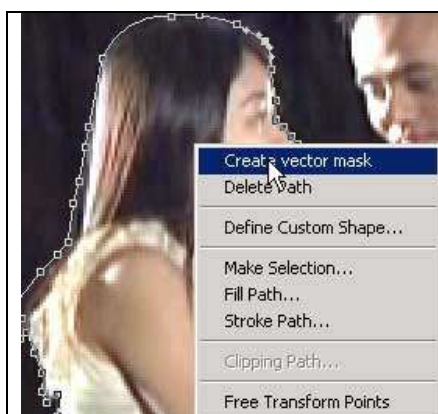 Create vector mask
Delete Path
Define Custom Shape...
Make Selection...
Fill Path...
Stroke Path...
Clipping Path...
Free Transform Points